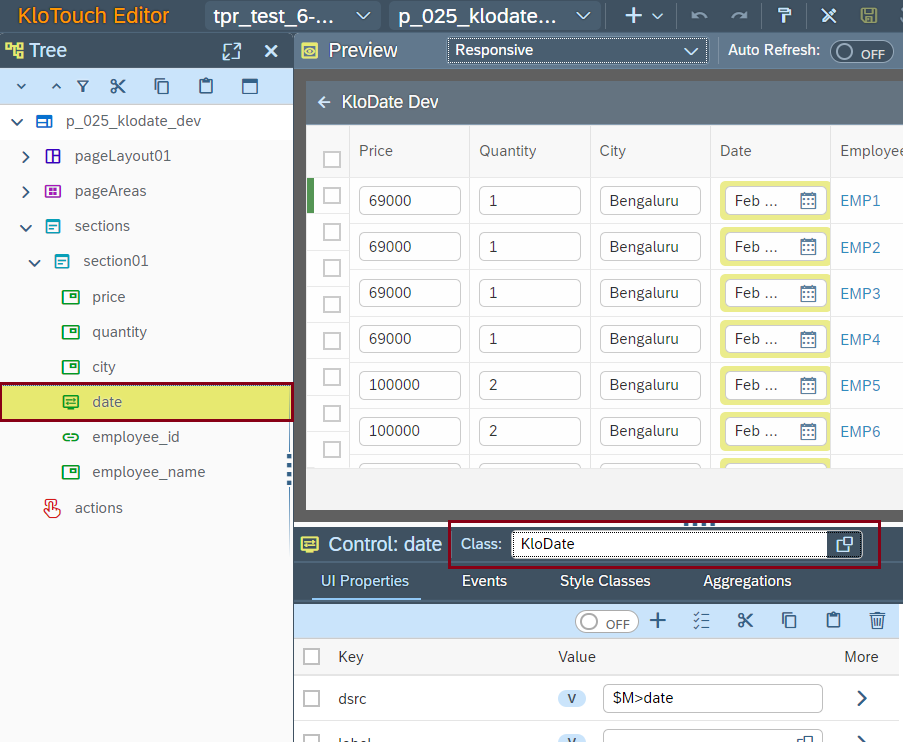 KloTouch Editor
tpr_test_6-...
p_025_klodate...
Tree
Preview
Responsive
Auto Refresh:
OFF
p_025_klodate_dev
pageLayout01
pageAreas
sections
section01
price
quantity
city
date
employee_id
employee_name
actions
KloDate Dev
Price Quantity City Date Employee
69000 1 Bengaluru Feb ... EMP1
69000 1 Bengaluru Feb ... EMP2
69000 1 Bengaluru Feb ... EMP3
69000 1 Bengaluru Feb ... EMP4
100000 2 Bengaluru Feb ... EMP5
100000 2 Bengaluru Feb ... EMP6
Control: date
Class: KloDate
UI Properties Events Style Classes Aggregations
OFF
Key Value More
dsrc V $M>date
label V